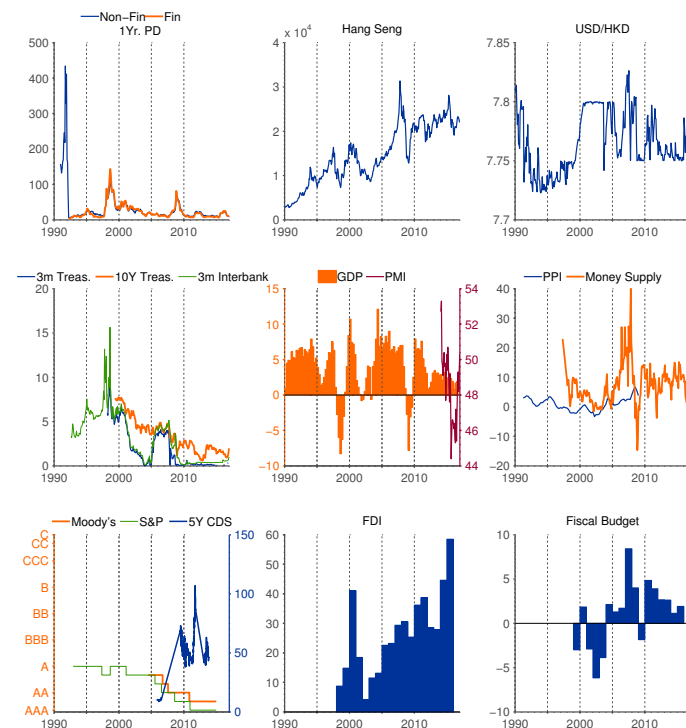 Non−Fin Fin
1Yr. PD
500
400
300
200
100
0
1990 2000 2010
Hang Seng
x 10^4
4
3
2
1
0
1990 2000 2010
USD/HKD
7.85
7.8
7.75
7.7
1990 2000 2010
3m Treas. 10Y Treas. 3m Interbank
20
15
10
5
0
1990 2000 2010
GDP PMI
15 54
10 52
5 50
0 48
−5 46
−10 44
1990 2000 2010
PPI Money Supply
40
30
20
10
0
−10
−20
1990 2000 2010
Moody's S&P 5Y CDS
C 150
CC
CCC
B 100
BB
BBB
A 50
AA
AAA 0
1990 2000 2010
FDI
60
50
40
30
20
10
0
1990 2000 2010
Fiscal Budget
10
5
0
−5
−10
1990 2000 2010